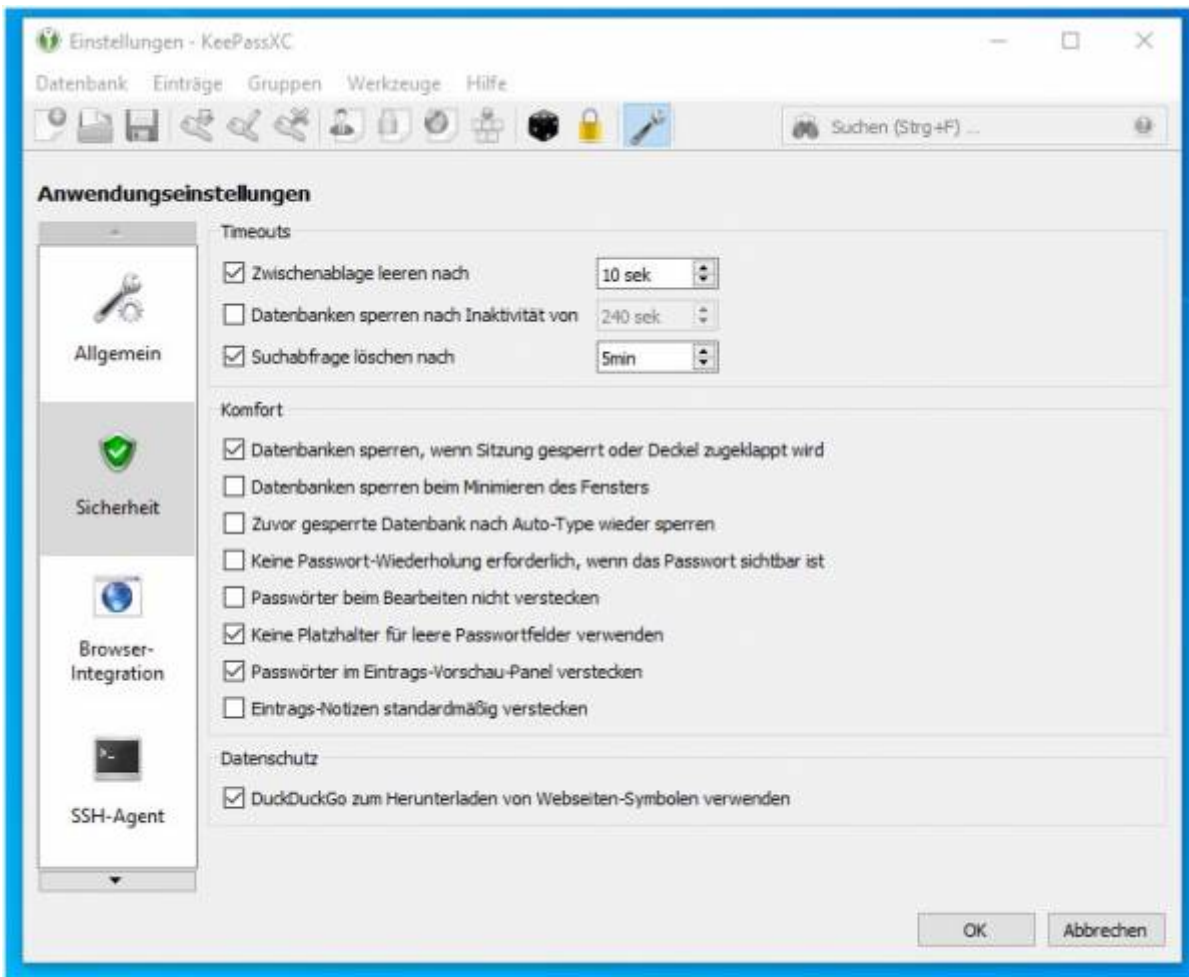 Einstellungen - KeePassXC
Datenbank Einträge Gruppen Werkzeuge Hilfe
Suchen (Strg+F) ...
Anwendungseinstellungen
Allgemein
Sicherheit
Browser-
Integration
SSH-Agent
Timeouts
Zwischenablage leeren nach 10 sek
Datenbanken sperren nach Inaktivität von 240 sek
Suchabfrage löschen nach 5min
Komfort
Datenbanken sperren, wenn Sitzung gesperrt oder Deckel zugeklappt wird
Datenbanken sperren beim Minimieren des Fensters
Zuvor gesperrte Datenbank nach Auto-Type wieder sperren
Keine Passwort-Wiederholung erforderlich, wenn das Passwort sichtbar ist
Passwörter beim Bearbeiten nicht verstecken
Keine Platzhalter für leere Passwortfelder verwenden
Passwörter im Eintrags-Vorschau-Panel verstecken
Eintrags-Notizen standardmäßig verstecken
Datenschutz
DuckDuckGo zum Herunterladen von Webseiten-Symbolen verwenden
OK Abbrechen